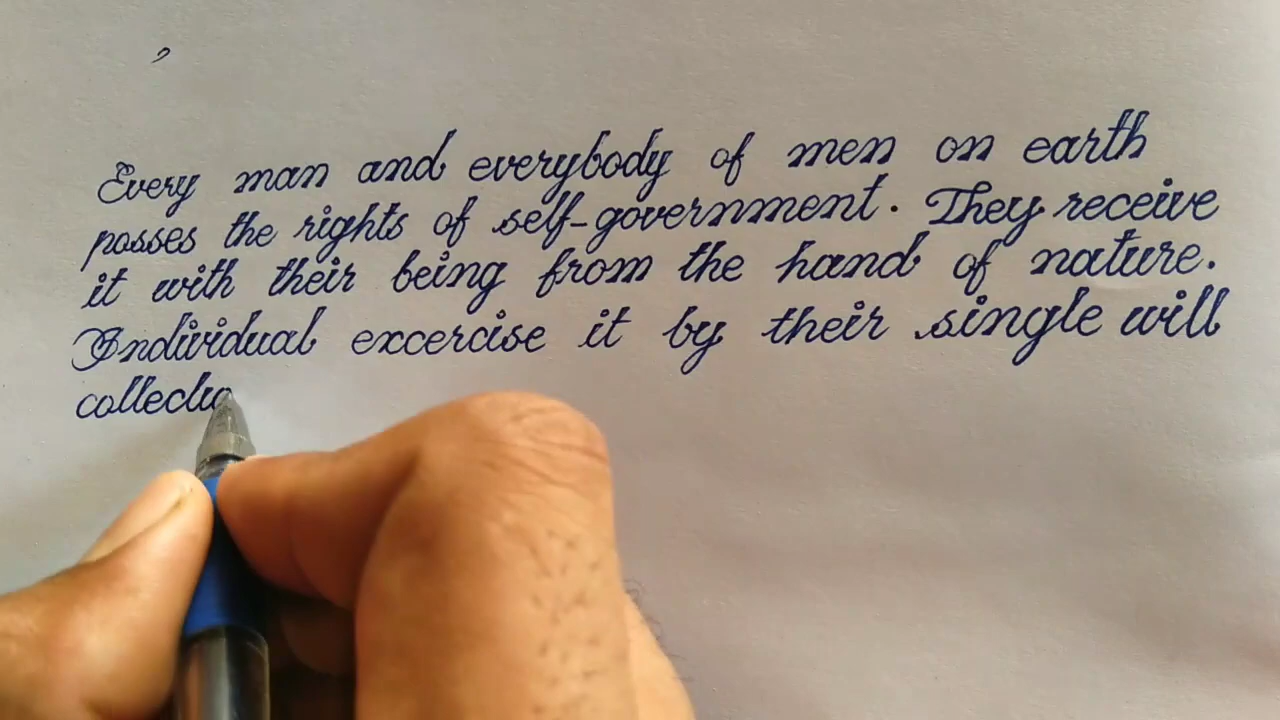 Every man and everybody of men on earth
posses the rights of self-government. They receive
it with their being from the hand of nature.
Individual excercise it by their single will